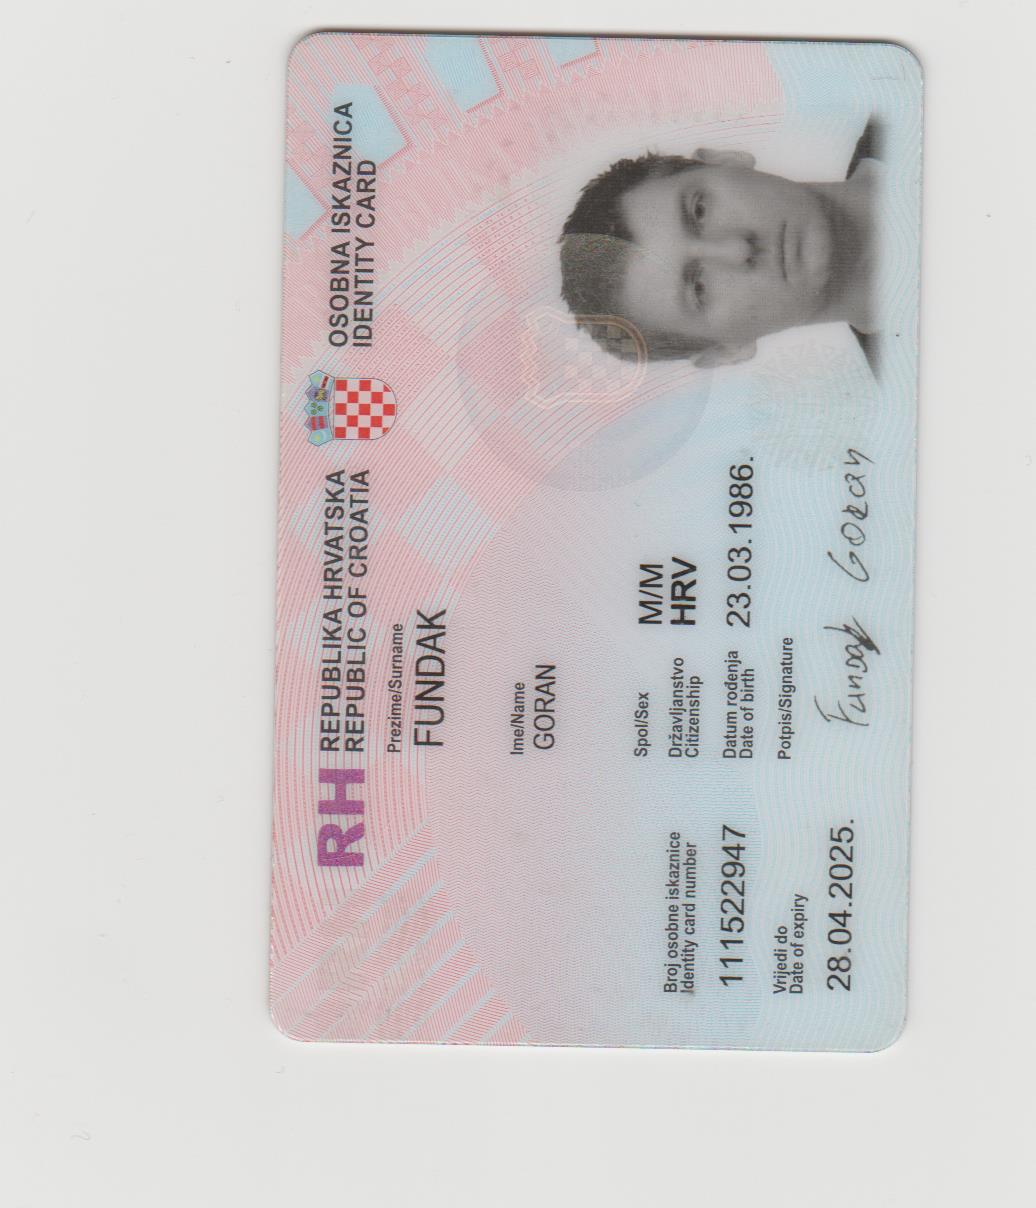 RH REPUBLIKA HRVATSKA
REPUBLIC OF CROATIA
OSOBNA ISKAZNICA
IDENTITY CARD
Prezime/Surname
FUNDAK
Ime/Name
GORAN
Spol/Sex
M/M
Državljanstvo
Citizenship
HRV
Broj osobne iskaznice
Identity card number
111522947
Datum rođenja
Date of birth
23.03.1986.
Vrijedi do
Date of expiry
28.04.2025.
Potpis/Signature
Fundak Goran